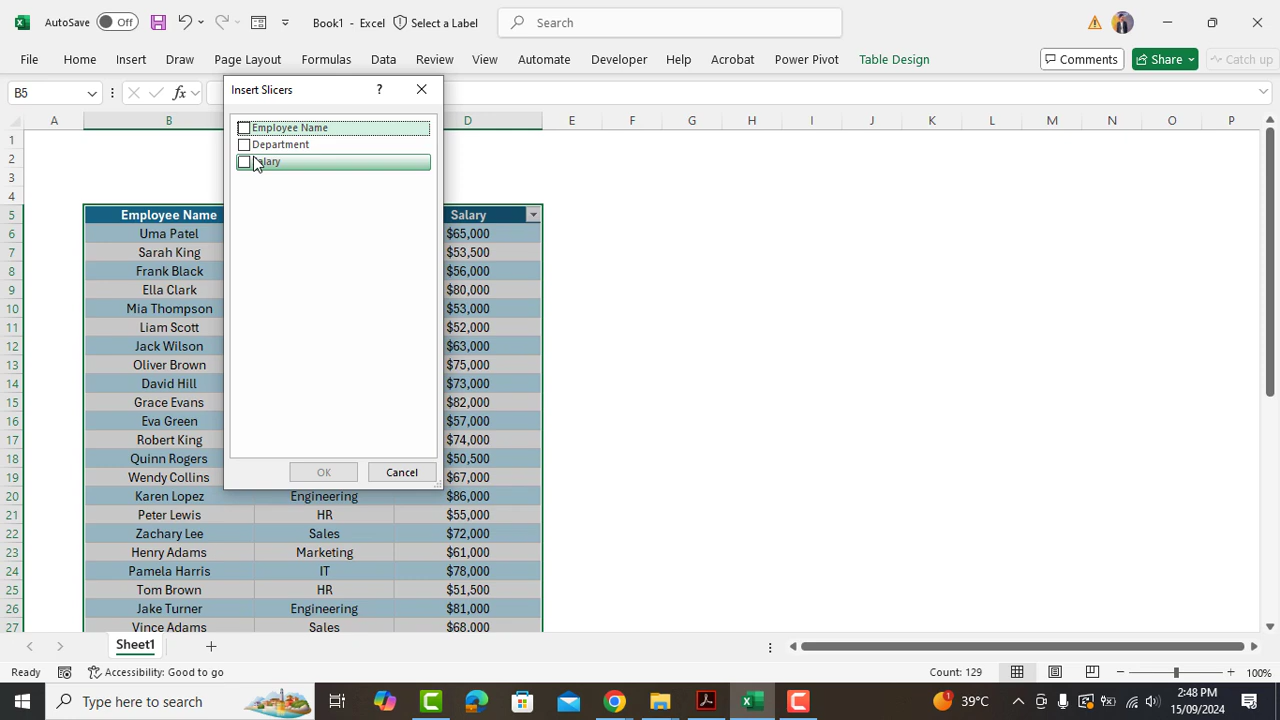 AutoSave Off Book1 - Excel Select a Label Search
File Home Insert Draw Page Layout Formulas Data Review View Automate Developer Help Acrobat Power Pivot Table Design Comments Share Catch up
B5 fx
Insert Slicers ?
Employee Name
Department
Salary
OK Cancel
A B D E F G H I J K L M N O P
1
2
3
4
5 Employee Name Salary
6 Uma Patel $65,000
7 Sarah King $53,500
8 Frank Black $56,000
9 Ella Clark $80,000
10 Mia Thompson $53,000
11 Liam Scott $52,000
12 Jack Wilson $63,000
13 Oliver Brown $75,000
14 David Hill $73,000
15 Grace Evans $82,000
16 Eva Green $57,000
17 Robert King $74,000
18 Quinn Rogers $50,500
19 Wendy Collins $67,000
20 Karen Lopez Engineering $86,000
21 Peter Lewis HR $55,000
22 Zachary Lee Sales $72,000
23 Henry Adams Marketing $61,000
24 Pamela Harris IT $78,000
25 Tom Brown HR $51,500
26 Jake Turner Engineering $81,000
27 Vince Adams Sales $68,000
Sheet1
Ready Accessibility: Good to go Count: 129 100%
Type here to search 39°C 2:48 PM
15/09/2024